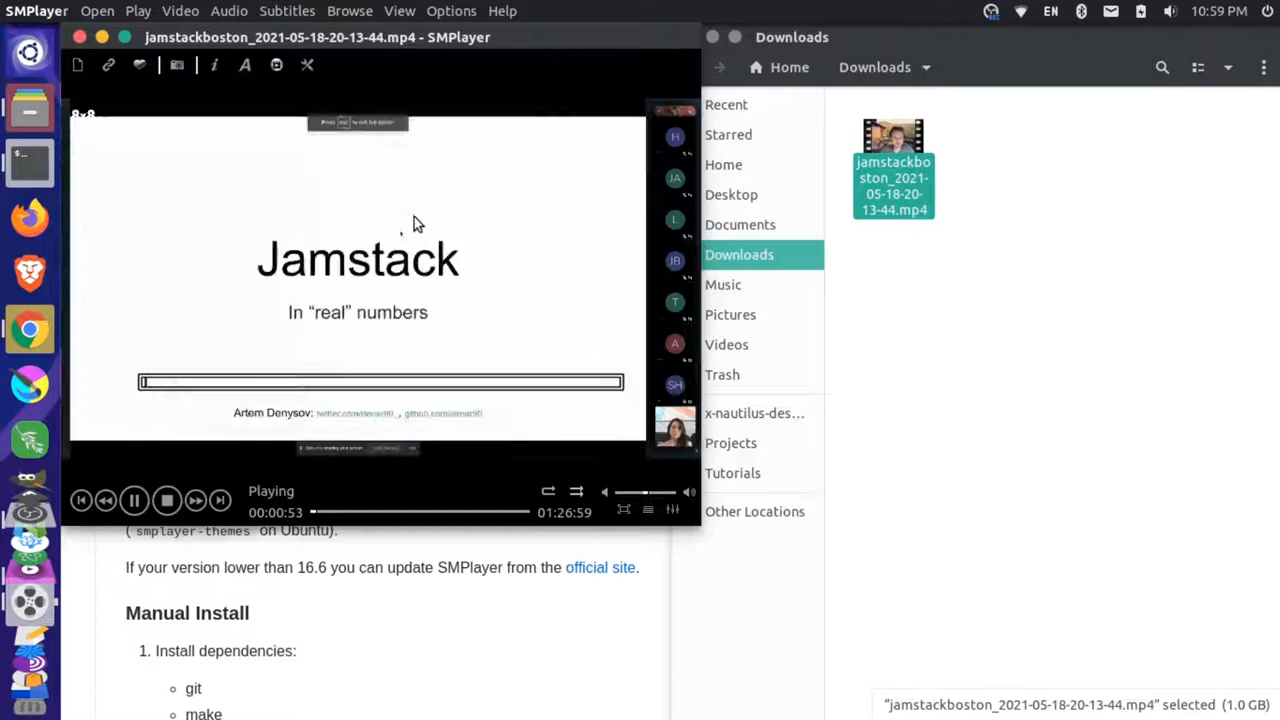 SMPlayer Open Play Video Audio Subtitles Browse View Options Help
EN 10:59 PM
jamstackboston_2021-05-18-20-13-44.mp4 - SMPlayer
Downloads
Home Downloads
8x8
Jamstack
In “real” numbers
Artem Denysov;
H
JA
L
JB
T
A
SH
Playing
00:00:53
01:26:59
Recent
Starred
Home
Desktop
Documents
Downloads
Music
Pictures
Videos
Trash
x-nautilus-des…
Projects
Tutorials
Other Locations
jamstackbo
ston_2021-
05-18-20-
13-44.mp4
( smplayer-themes on Ubuntu).
If your version lower than 16.6 you can update SMPlayer from the official site.
Manual Install
1. Install dependencies:
git
make
“jamstackboston_2021-05-18-20-13-44.mp4” selected (1.0 GB)